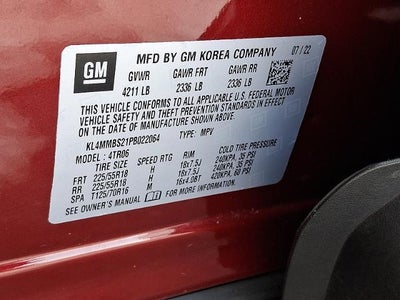 GM
MFD BY GM KOREA COMPANY 07/22
GVWR GAWR FRT GAWR RR
4211 LB 2336 LB 2336 LB
THIS VEHICLE CONFORMS TO ALL APPLICABLE U.S. FEDERAL MOTOR
VEHICLE SAFETY AND THEFT PREVENTION STANDARDS IN EFFECT
ON THE DATE OF MANUFACTURE SHOWN ABOVE.
KL4MMBS21PB022064 TYPE: MPV
MODEL: 4TR06
TIRE SIZE SPEED RTG RIM COLD TIRE PRESSURE
FRT 225/55R18 H 18x7.5J 240KPA, 35 PSI
RR 225/55R18 H 18x7.5J 240KPA, 35 PSI
SPA T125/70R16 M 16x4.0BT 420KPA, 60 PSI
SEE OWNER'S MANUAL FOR MORE INFORMATION.